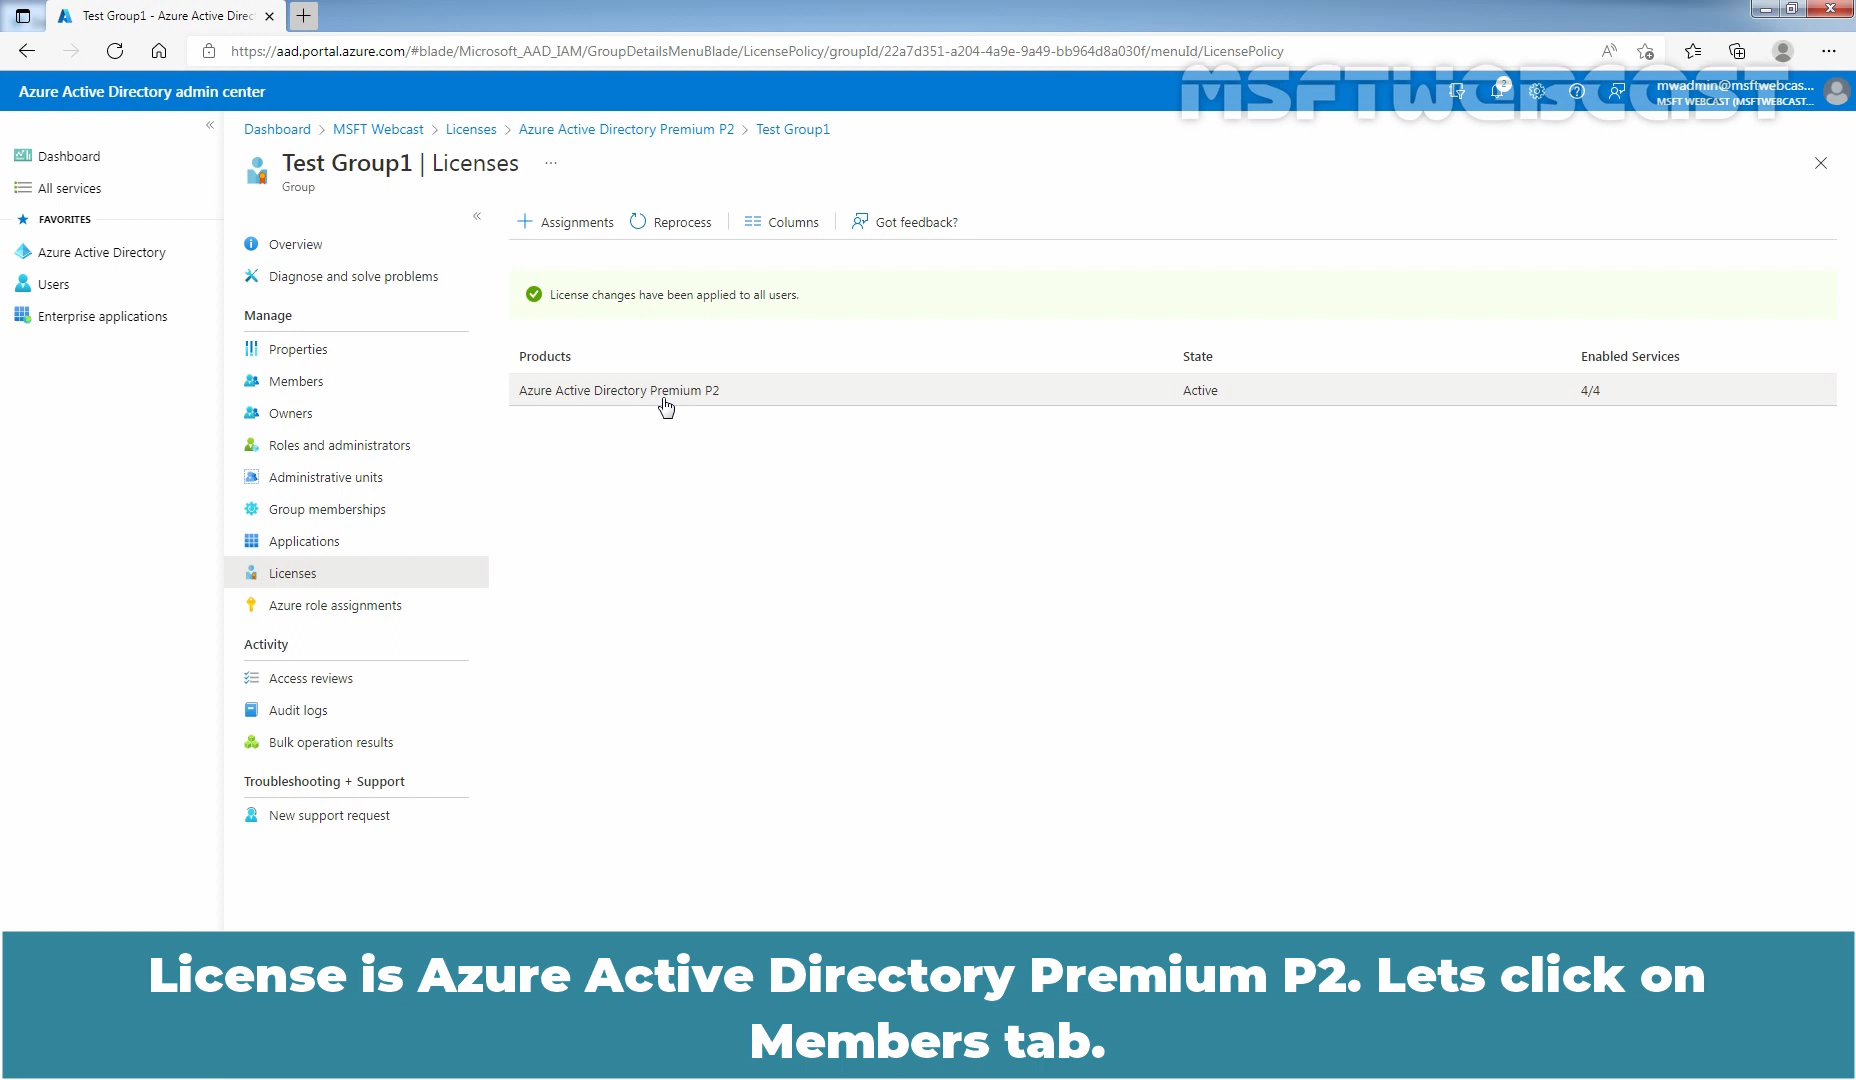 Test Group1 - Azure Active Direc
https://aad.portal.azure.com/#blade/Microsoft_AAD_IAM/GroupDetailsMenuBlade/LicensePolicy/groupId/22a7d351-a204-4a9e-9a49-bb964d8a030f/menuId/LicensePolicy
Azure Active Directory admin center
MSFTWEBCAST
2
mwadmin@msftwebcas...
MSFT WEBCAST (MSFTWEBCAST....
Dashboard > MSFT Webcast > Licenses > Azure Active Directory Premium P2 > Test Group1
Dashboard
All services
FAVORITES
Azure Active Directory
Users
Enterprise applications
Test Group1 | Licenses ...
Group
Overview
Diagnose and solve problems
Manage
Properties
Members
Owners
Roles and administrators
Administrative units
Group memberships
Applications
Licenses
Azure role assignments
Activity
Access reviews
Audit logs
Bulk operation results
Troubleshooting + Support
New support request
Assignments Reprocess Columns Got feedback?
License changes have been applied to all users.
Products State Enabled Services
Azure Active Directory Premium P2 Active 4/4
License is Azure Active Directory Premium P2. Lets click on
Members tab.